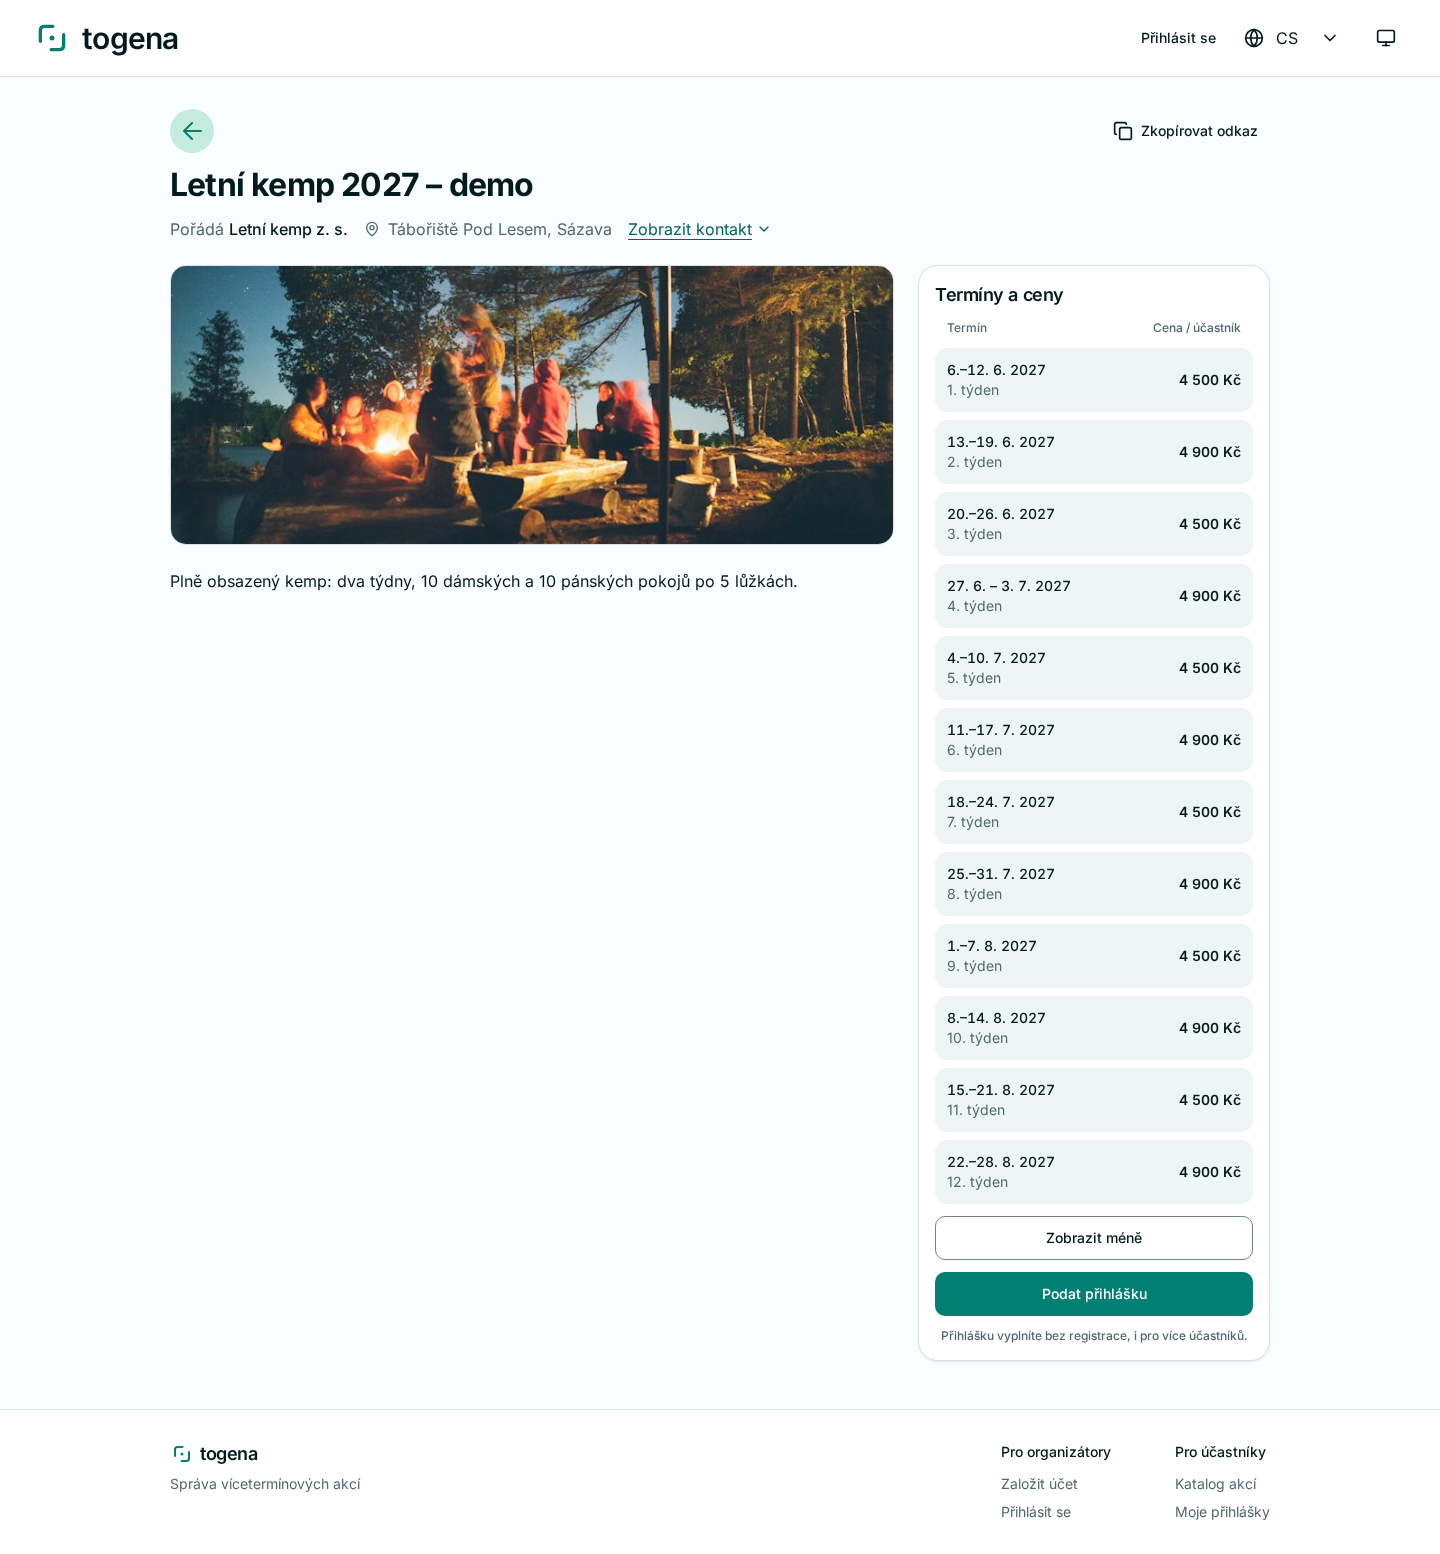 togena
Přihlásit se
CS
Zkopírovat odkaz
Letní kemp 2027 – demo
Pořádá Letní kemp z. s. Tábořiště Pod Lesem, Sázava Zobrazit kontakt
Plně obsazený kemp: dva týdny, 10 dámských a 10 pánských pokojů po 5 lůžkách.
Termíny a ceny
Termín Cena / účastník
6.–12. 6. 2027
1. týden
4 500 Kč
13.–19. 6. 2027
2. týden
4 900 Kč
20.–26. 6. 2027
3. týden
4 500 Kč
27. 6. – 3. 7. 2027
4. týden
4 900 Kč
4.–10. 7. 2027
5. týden
4 500 Kč
11.–17. 7. 2027
6. týden
4 900 Kč
18.–24. 7. 2027
7. týden
4 500 Kč
25.–31. 7. 2027
8. týden
4 900 Kč
1.–7. 8. 2027
9. týden
4 500 Kč
8.–14. 8. 2027
10. týden
4 900 Kč
15.–21. 8. 2027
11. týden
4 500 Kč
22.–28. 8. 2027
12. týden
4 900 Kč
Zobrazit méně
Podat přihlášku
Přihlášku vyplníte bez registrace, i pro více účastníků.
togena
Správa vícetermínových akcí
Pro organizátory
Založit účet
Přihlásit se
Pro účastníky
Katalog akcí
Moje přihlášky